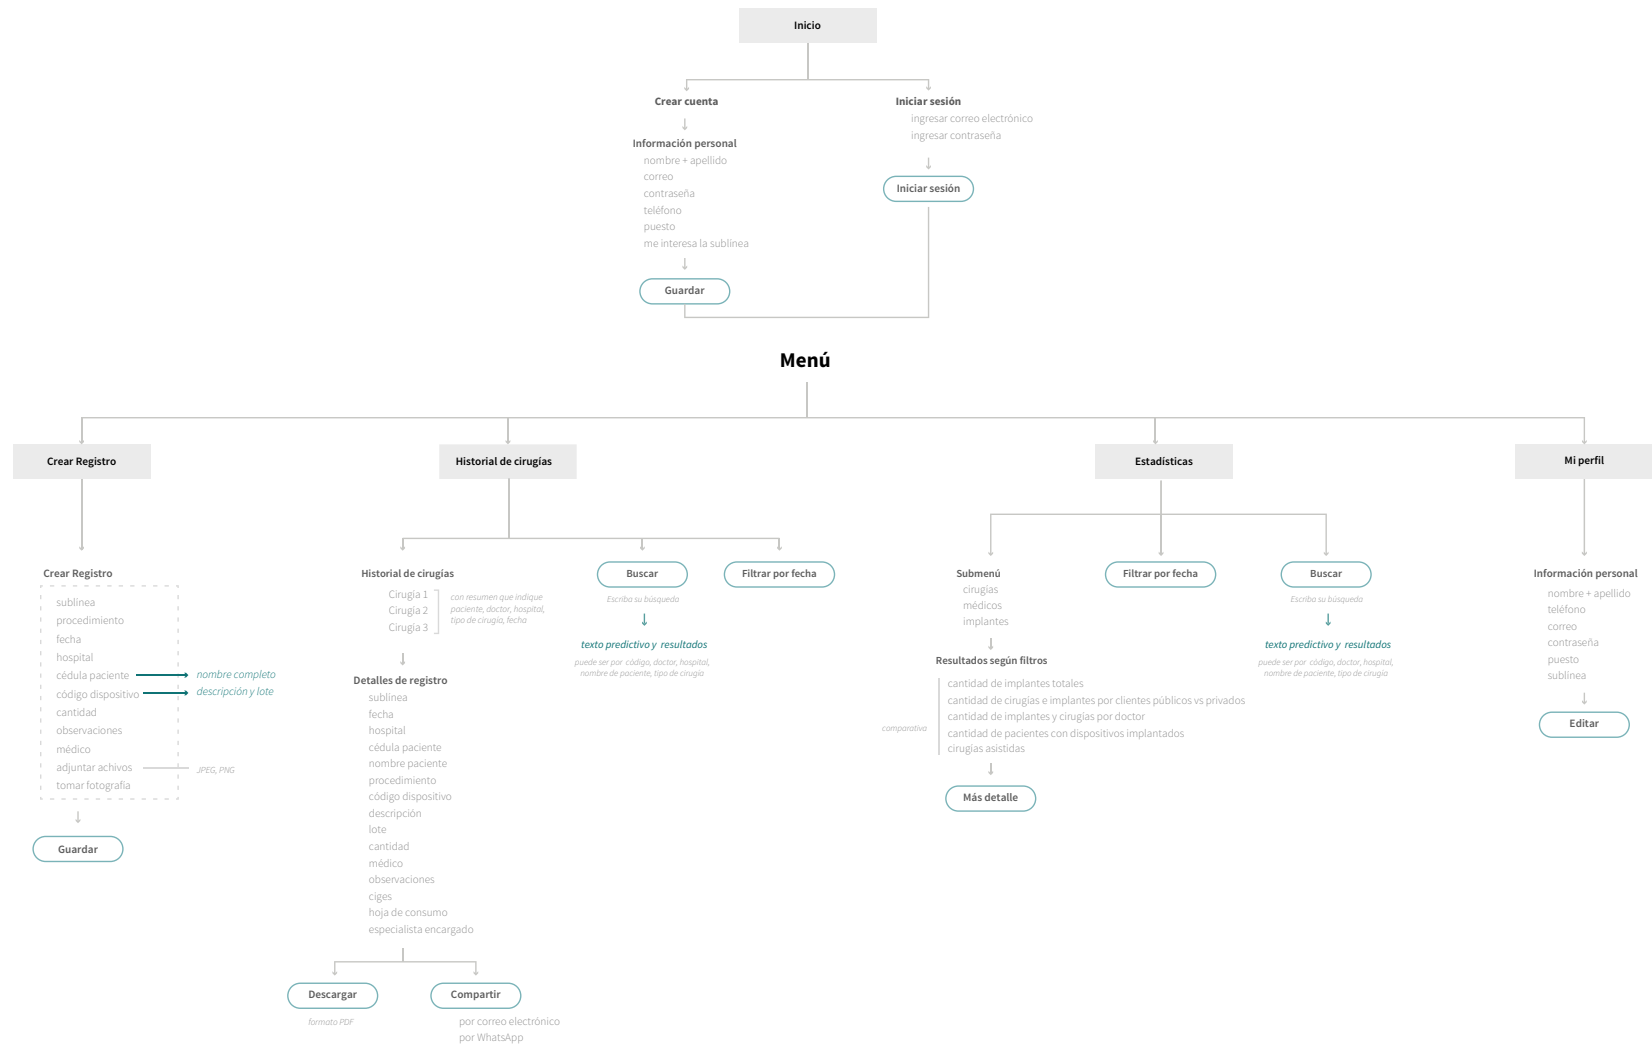 Inicio
Crear cuenta
Información personal
nombre + apellido
correo
contraseña
teléfono
puesto
me interesa la sublínea
Guardar
Iniciar sesión
ingresar correo electrónico
ingresar contraseña
Iniciar sesión
Menú
Crear Registro
Crear Registro
sublínea
procedimiento
fecha
hospital
cédula paciente
nombre completo
código dispositivo
descripción y lote
cantidad
observaciones
médico
adjuntar achivos
JPEG, PNG
tomar fotografía
Guardar
Historial de cirugías
Historial de cirugías
Cirugía 1
Cirugía 2
Cirugía 3
con resumen que indique
paciente, doctor, hospital,
tipo de cirugía, fecha
Detalles de registro
sublínea
fecha
hospital
cédula paciente
nombre paciente
procedimiento
código dispositivo
descripción
lote
cantidad
médico
observaciones
ciges
hoja de consumo
especialista encargado
Descargar
formato PDF
Compartir
por correo electrónico
por WhatsApp
Buscar
Escriba su búsqueda
texto predictivo y resultados
puede ser por código, doctor, hospital,
nombre de paciente, tipo de cirugía
Filtrar por fecha
Estadísticas
Submenú
cirugías
médicos
implantes
Resultados según filtros
comparativa
cantidad de implantes totales
cantidad de cirugías e implantes por clientes públicos vs privados
cantidad de implantes y cirugías por doctor
cantidad de pacientes con dispositivos implantados
cirugías asistidas
Más detalle
Filtrar por fecha
Buscar
Escriba su búsqueda
texto predictivo y resultados
puede ser por código, doctor, hospital,
nombre de paciente, tipo de cirugía
Mi perfil
Información personal
nombre + apellido
teléfono
correo
contraseña
puesto
sublínea
Editar